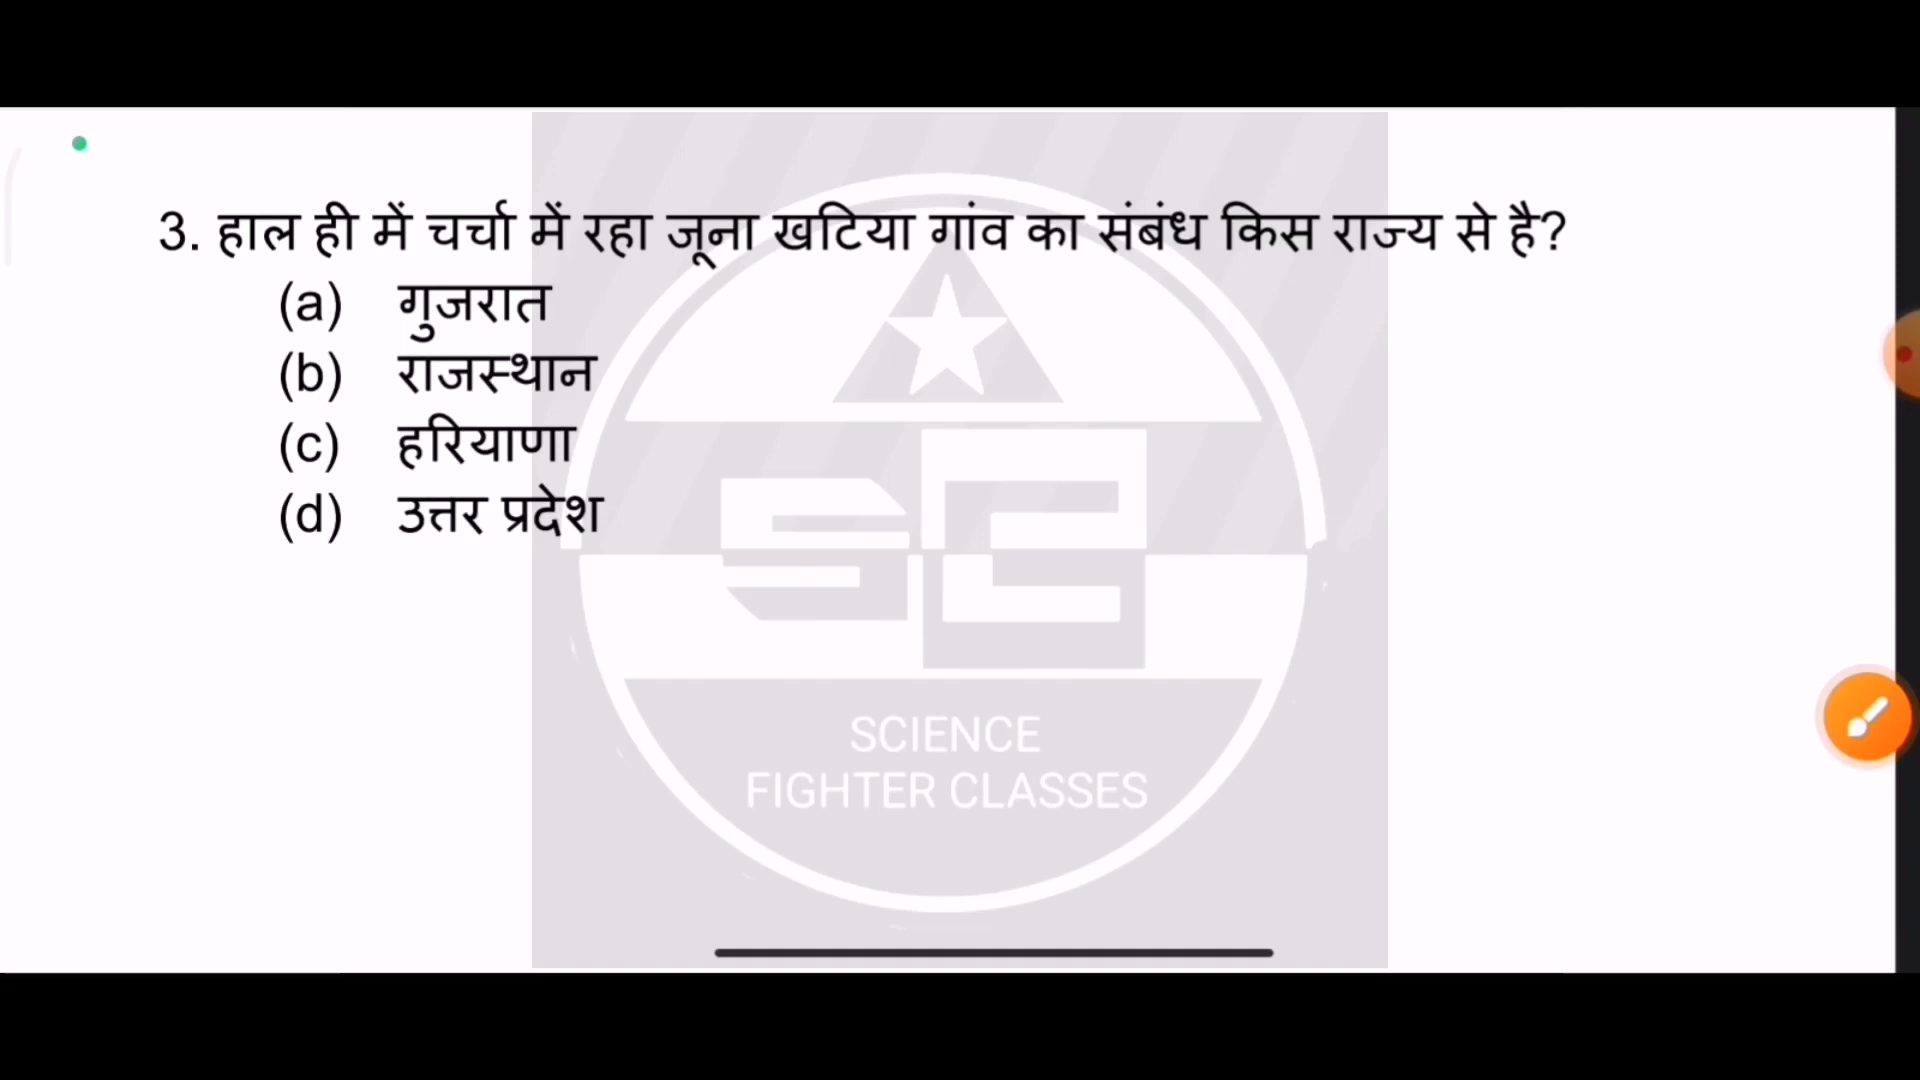 3. हाल ही में चर्चा में रहा जूना खटिया गांव का संबंध किस राज्य से है?
(a) गुजरात
(b) राजस्थान
(c) हरियाणा
(d) उत्तर प्रदेश
SCIENCE
FIGHTER CLASSES